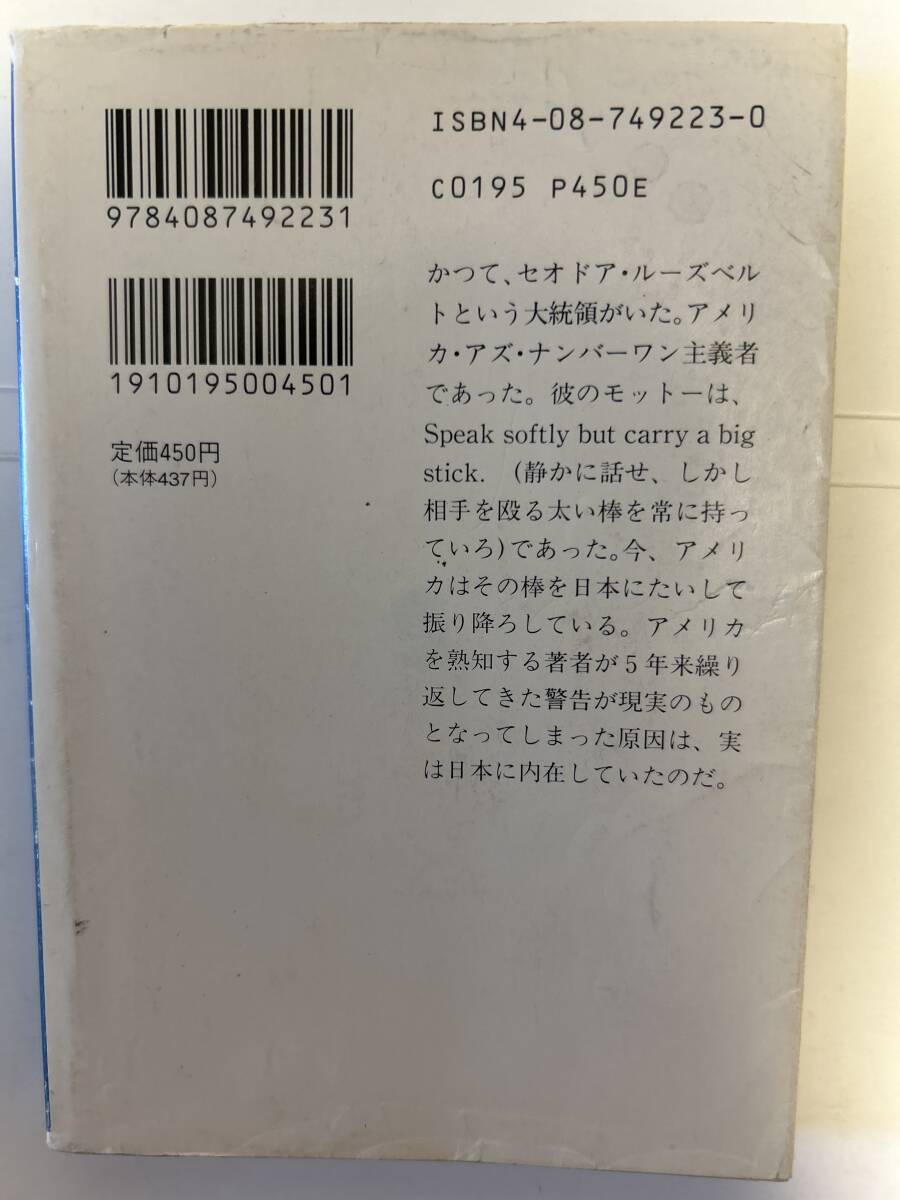 9784087492231
1910195004501
定価450円
(本体437円)
ISBN4-08-749223-0
C0195 P450E
かつて、セオドア・ルーズベル
トという大統領がいた。アメリ
カ・アズ・ナンバーワン主義者
であった。彼のモットーは、
Speak softly but carry a big
stick. (静かに話せ、しかし
相手を殴る太い棒を常に持っ
ていろ)であった。今、アメリ
カはその棒を日本にたいして
振り降ろしている。アメリカ
を熟知する著者が5年来繰り
返してきた警告が現実のもの
となってしまった原因は、実
は日本に内在していたのだ。